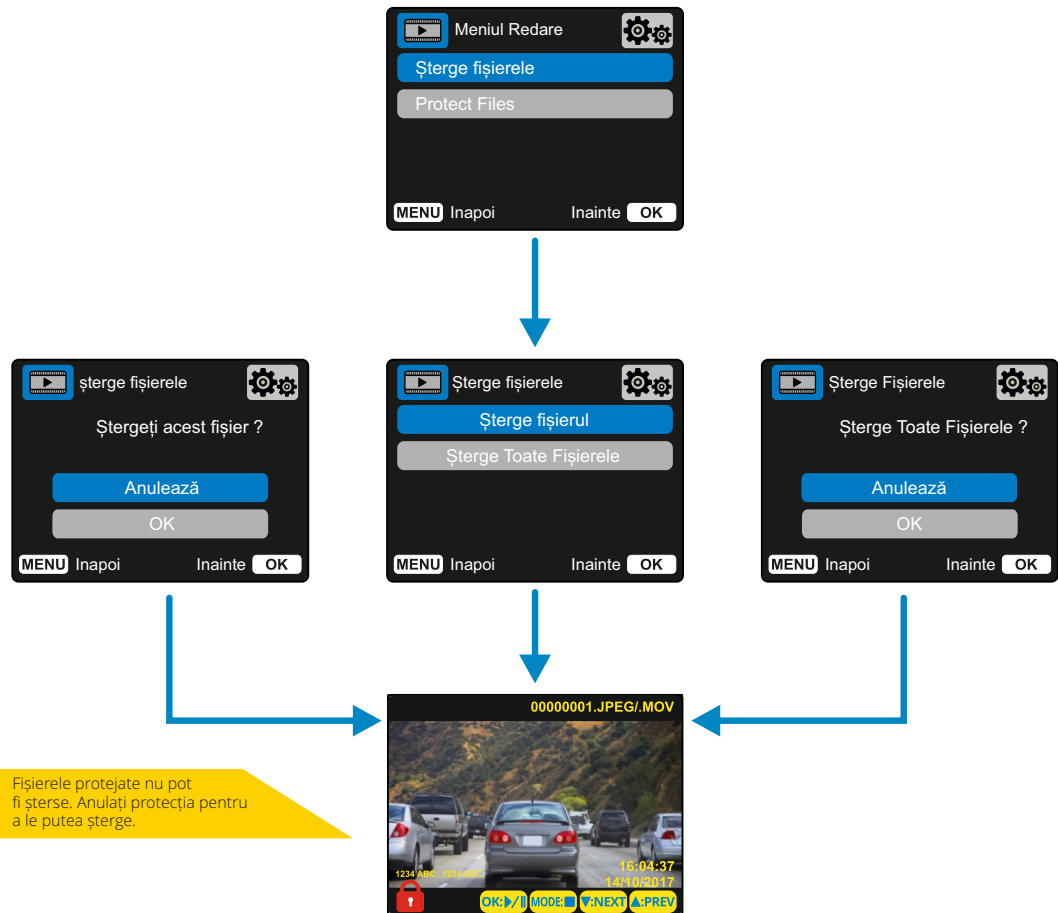 Meniul Redare
Șterge fișierele
Protect Files
MENU Inapoi Inainte OK
șterge fișierele
Ștergeți acest fișier ?
Anulează
OK
MENU Inapoi Inainte OK
Șterge fișierele
Șterge fișierul
Șterge Toate Fișierele
MENU Inapoi Inainte OK
Șterge Fișierele
Șterge Toate Fișierele ?
Anulează
OK
MENU Inapoi Inainte OK
00000001.JPEG/.MOV
Fișierele protejate nu pot
fi șterse. Anulați protecția pentru
a le putea șterge.
16:04:37
1234 ABC 1234 ABC
14/10/2017
OK:▶/|| MODE:■ ▼:NEXT ▲:PREV